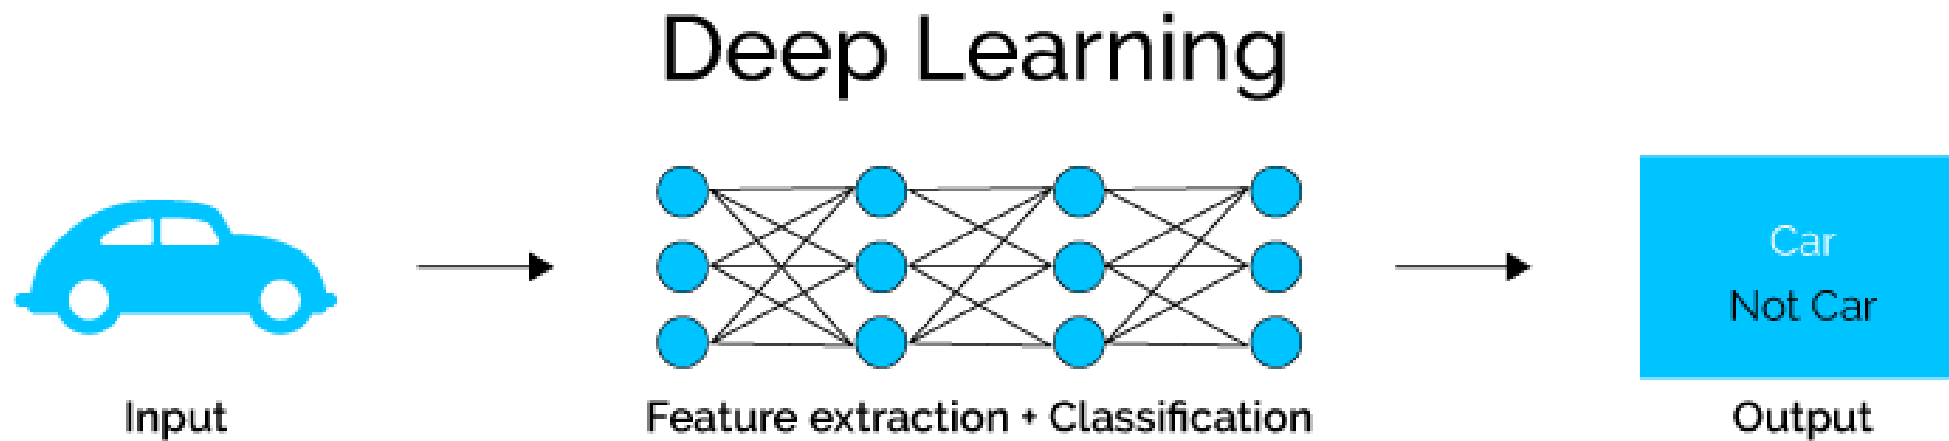 Deep Learning
Car
Not Car
Input
Feature extraction + Classification
Output